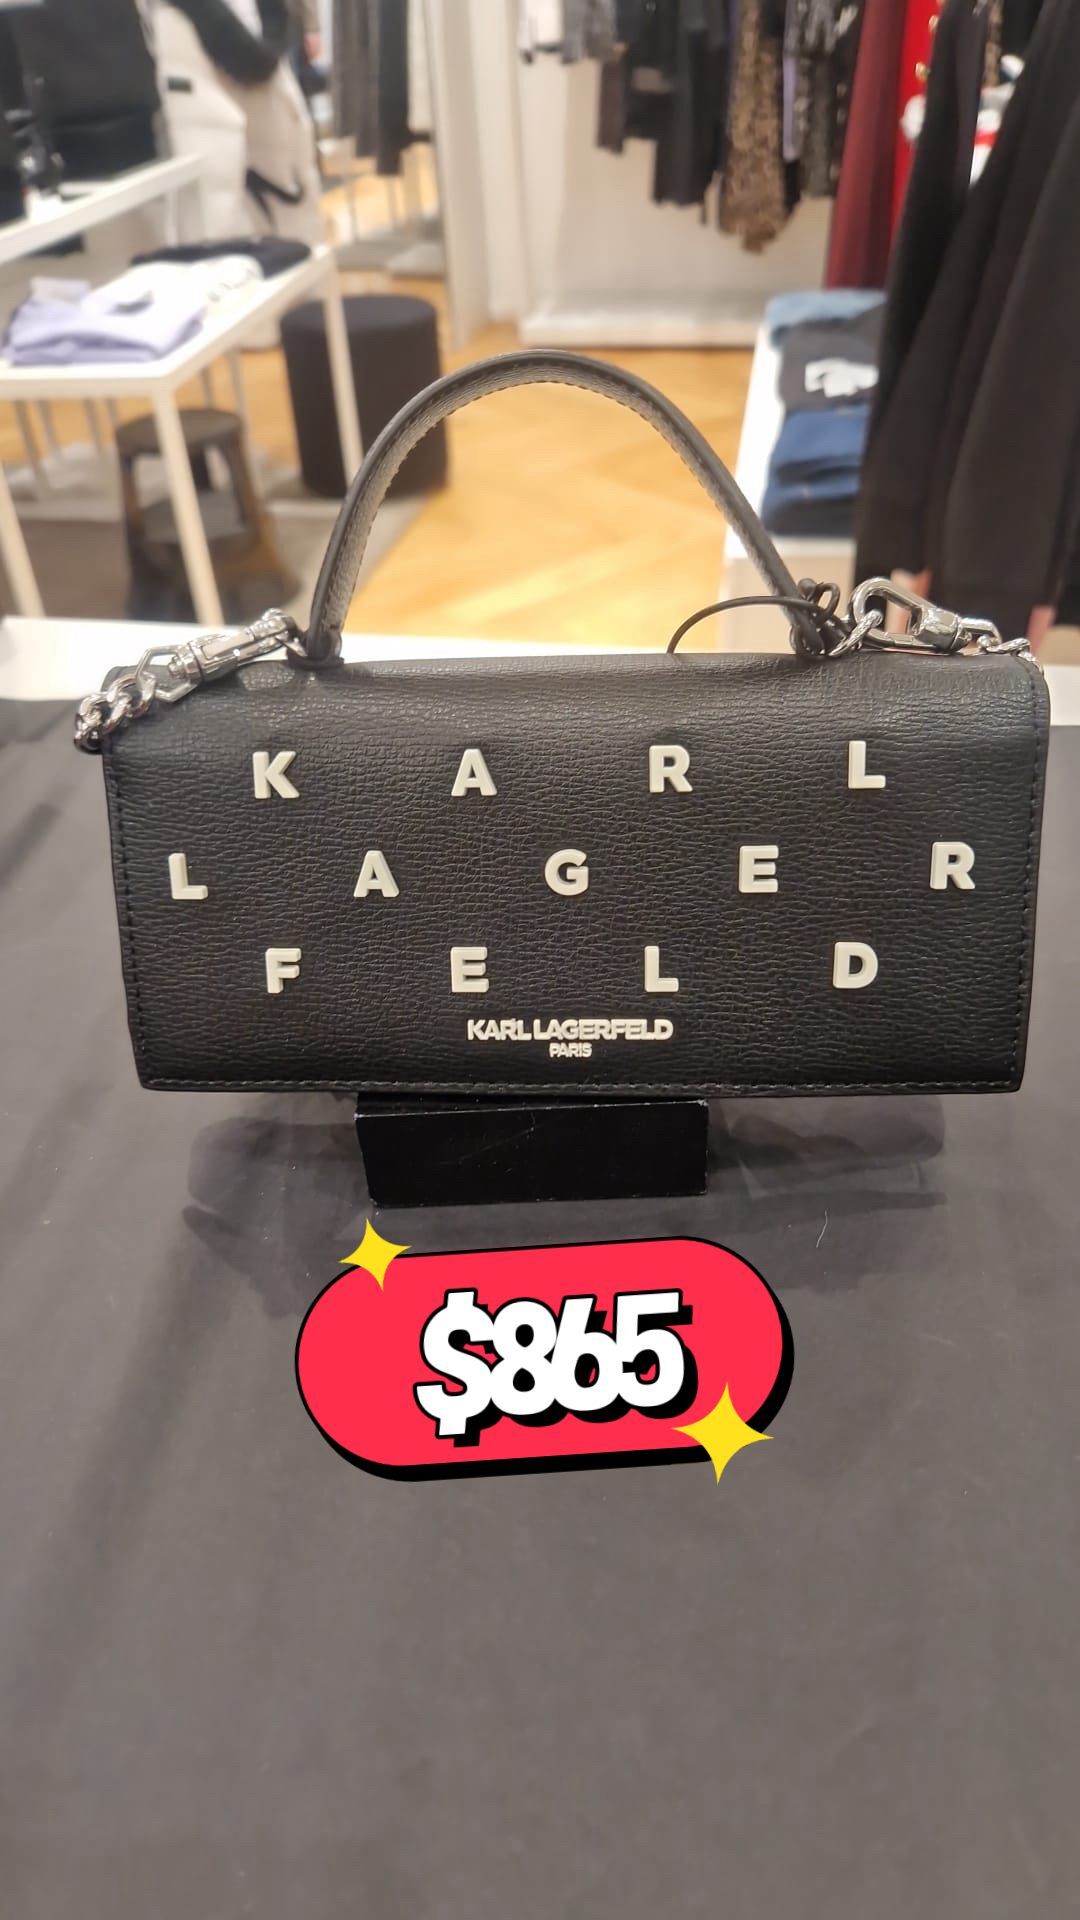 K A R L
L A G E R
F E L D
KARL LAGERFELD
PARIS
$865